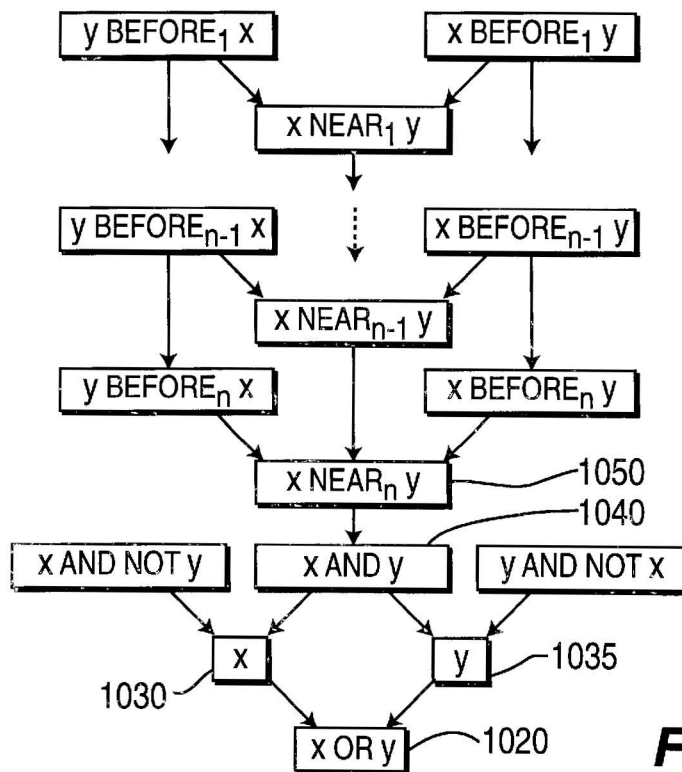 y BEFORE₁ x
x BEFORE₁ y
x NEAR₁ y
y BEFOREₙ₋₁ x
x BEFOREₙ₋₁ y
x NEARₙ₋₁ y
y BEFOREₙ x
x BEFOREₙ y
x NEARₙ y
1050
1040
x AND NOT y
x AND y
y AND NOT x
x
y
1030
1035
x OR y
1020
F